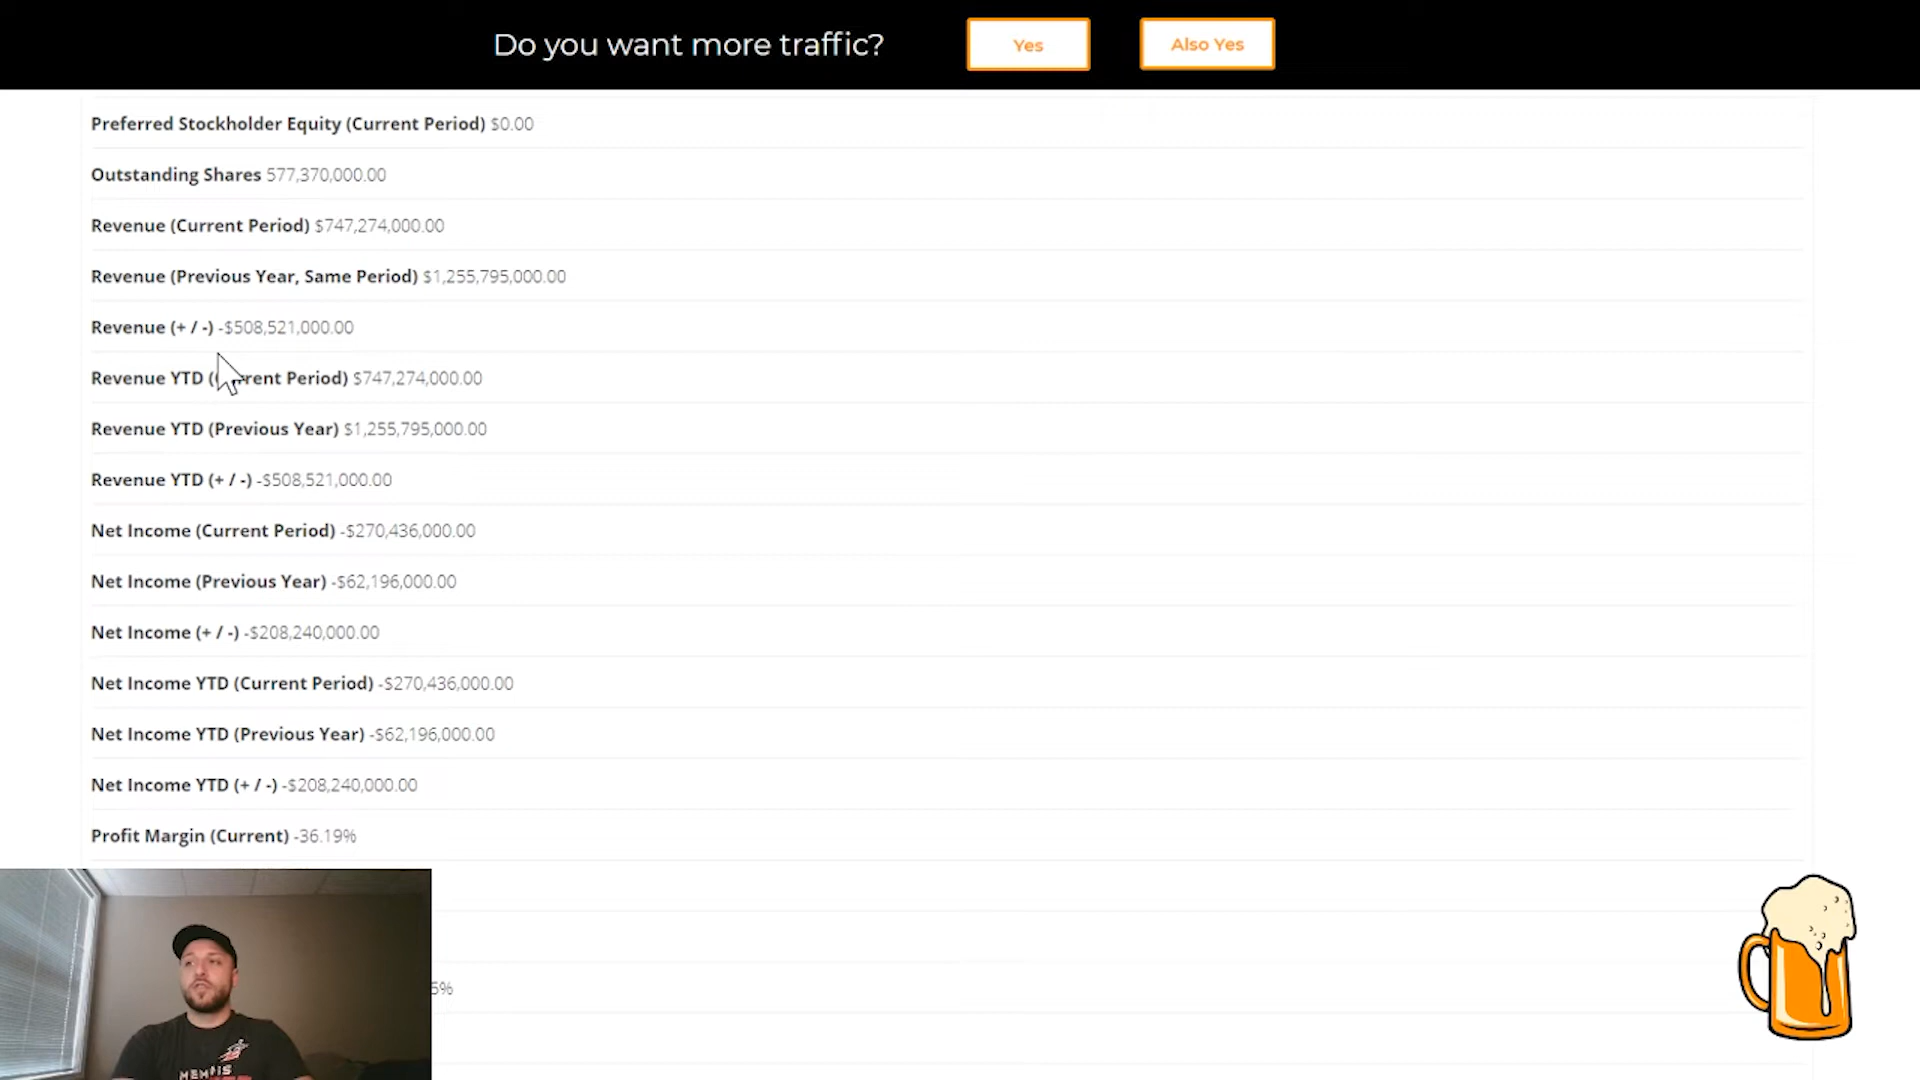 Do you want more traffic?
Yes
Also Yes
Preferred Stockholder Equity (Current Period) $0.00
Outstanding Shares 577,370,000.00
Revenue (Current Period) $747,274,000.00
Revenue (Previous Year, Same Period) $1,255,795,000.00
Revenue (+ / -) -$508,521,000.00
Revenue YTD (Current Period) $747,274,000.00
Revenue YTD (Previous Year) $1,255,795,000.00
Revenue YTD (+ / -) -$508,521,000.00
Net Income (Current Period) -$270,436,000.00
Net Income (Previous Year) -$62,196,000.00
Net Income (+ / -) -$208,240,000.00
Net Income YTD (Current Period) -$270,436,000.00
Net Income YTD (Previous Year) -$62,196,000.00
Net Income YTD (+ / -) -$208,240,000.00
Profit Margin (Current) -36.19%
5%
MEMPHIS